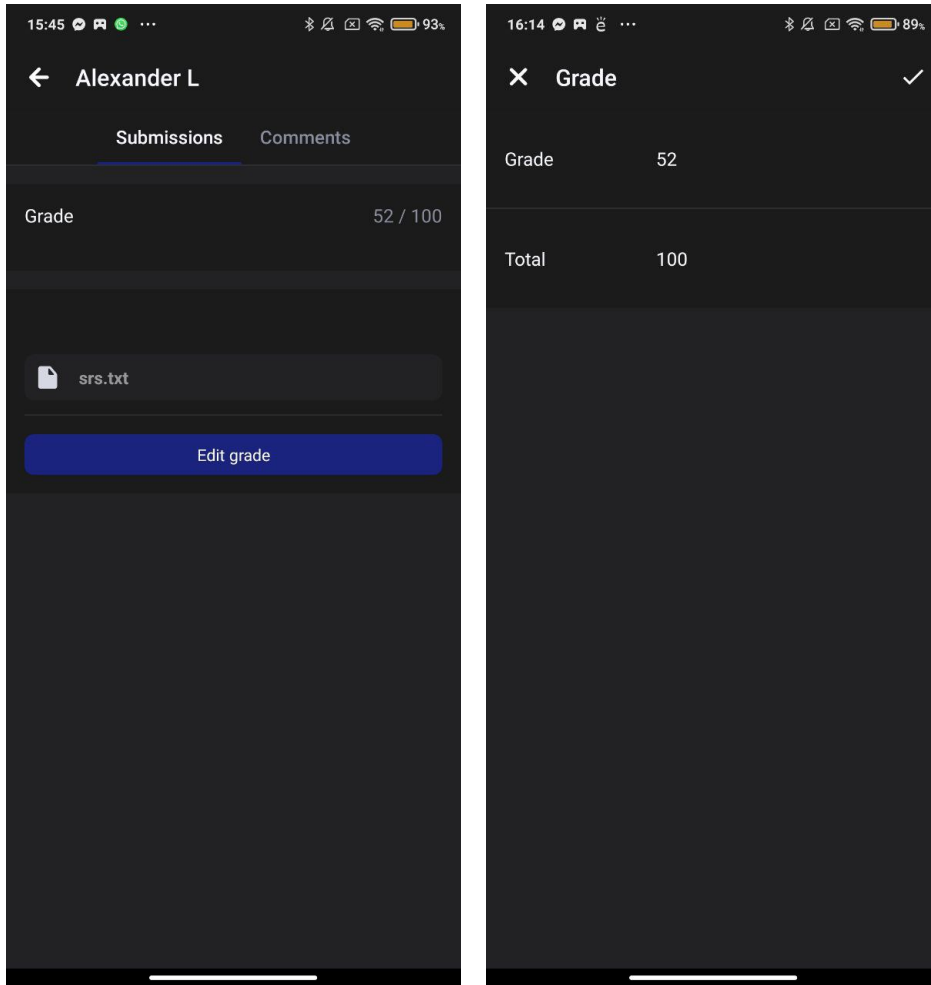 15:45 ... 93%
Alexander L
Submissions Comments
Grade 52 / 100
srs.txt
Edit grade
16:14 ë ... 89%
Grade
Grade 52
Total 100